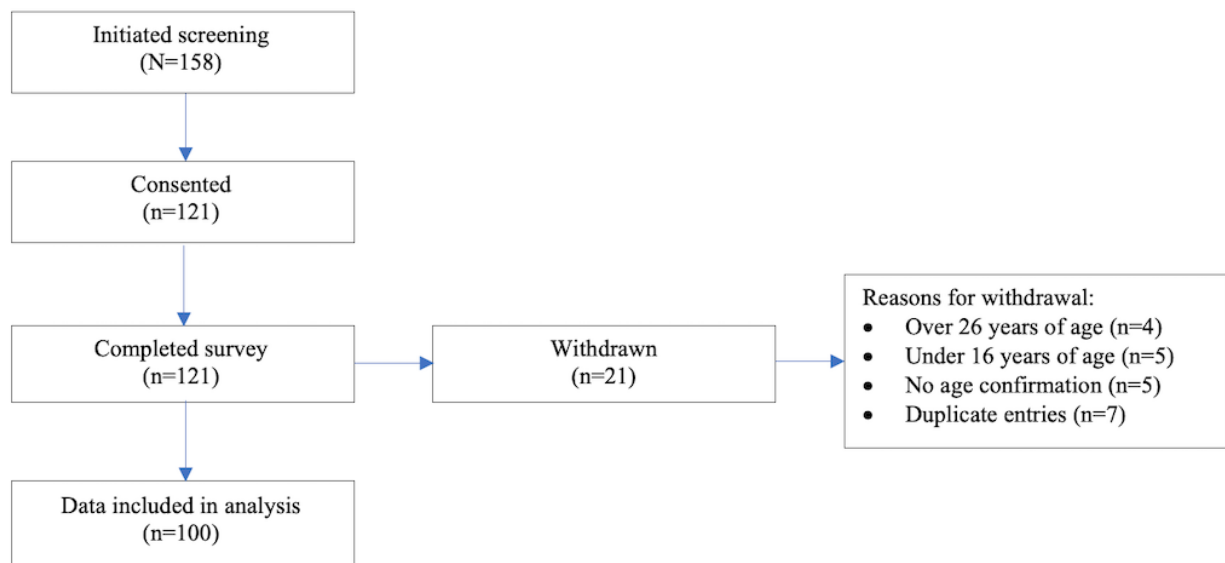 Initiated screening
(N=158)
Consented
(n=121)
Completed survey
(n=121)
Withdrawn
(n=21)
Reasons for withdrawal:
• Over 26 years of age (n=4)
• Under 16 years of age (n=5)
• No age confirmation (n=5)
• Duplicate entries (n=7)
Data included in analysis
(n=100)